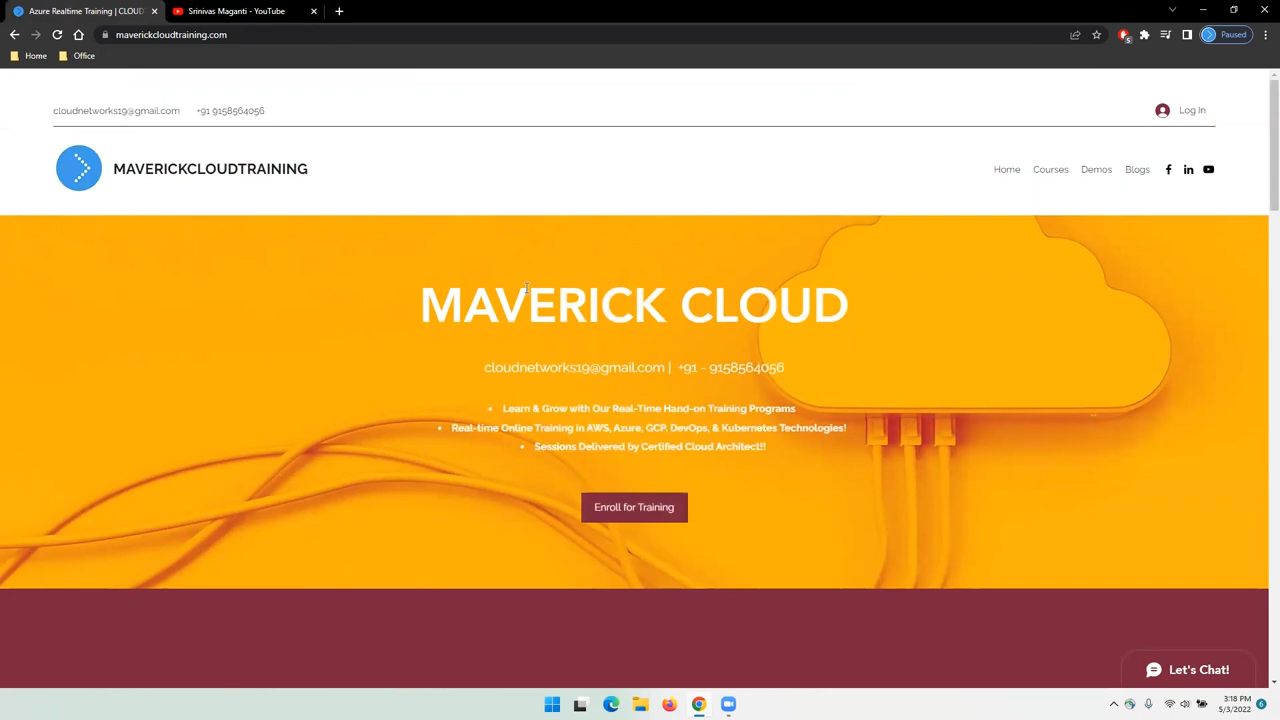 Azure Realtime Training | CLOUD
Srinivas Maganti - YouTube
maverickcloudtraining.com
5
Paused
Home
Office
cloudnetworks19@gmail.com
+91 9158564056
Log In
MAVERICKCLOUDTRAINING
Home
Courses
Demos
Blogs
MAVERICK CLOUD
cloudnetworks19@gmail.com | +91 - 9158564056
• Learn & Grow with Our Real-Time Hand-on Training Programs
• Real-time Online Training in AWS, Azure, GCP, DevOps, & Kubernetes Technologies!
• Sessions Delivered by Certified Cloud Architect!!
Enroll for Training
Let's Chat!
3:18 PM
5/3/2022
6